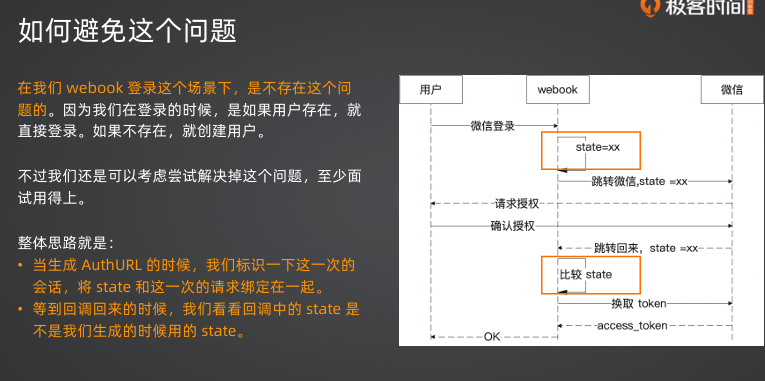 极客时间
如何避免这个问题
在我们 webook 登录这个场景下，是不存在这个问
题的。因为我们在登录的时候，是如果用户存在，就
直接登录。如果不存在，就创建用户。
不过我们还是可以考虑尝试解决掉这个问题，至少面
试用得上。
整体思路就是：
• 当生成 AuthURL 的时候，我们标识一下这一次的
会话，将 state 和这一次的请求绑定在一起。
• 等到回调回来的时候，我们看看回调中的 state 是
不是我们生成的时候用的 state。
用户
webook
微信
微信登录
state=xx
跳转微信,state =xx
请求授权
确认授权
跳转回来，state =xx
比较 state
换取 token
access_token
OK